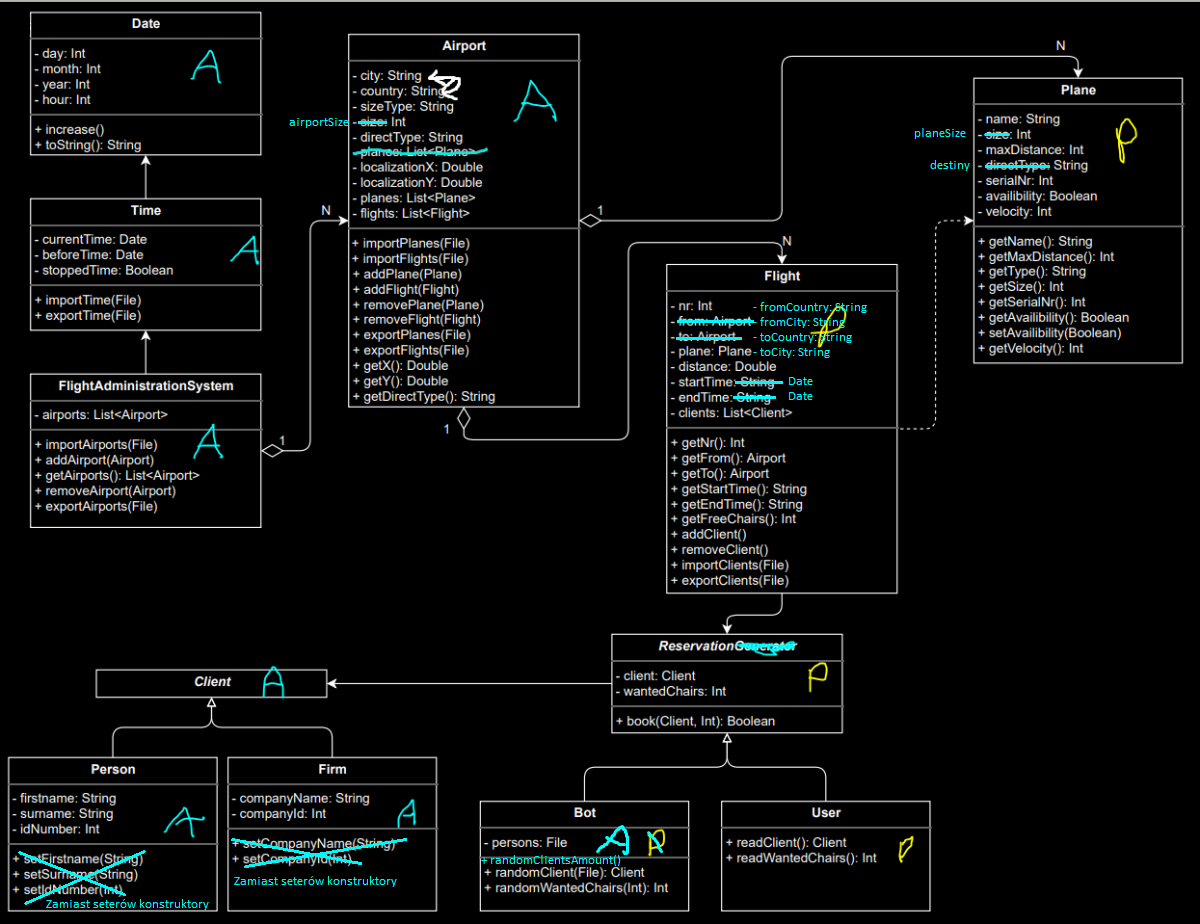 Date
- day: Int
- month: Int
- year: Int
- hour: Int
+ increase()
+ toString(): String
A
Time
- currentTime: Date
- beforeTime: Date
- stoppedTime: Boolean
+ importTime(File)
+ exportTime(File)
A
FlightAdministrationSystem
- airports: List<Airport>
+ importAirports(File)
+ addAirport(Airport)
+ getAirports(): List<Airport>
+ removeAirport(Airport)
+ exportAirports(File)
A
1
N
Airport
- city: String
- country: String
- sizeType: String
airportSize - size: Int
- directType: String
- planes: List<Plane>
- localizationX: Double
- localizationY: Double
- planes: List<Plane>
- flights: List<Flight>
+ importPlanes(File)
+ importFlights(File)
+ addPlane(Plane)
+ addFlight(Flight)
+ removePlane(Plane)
+ removeFlight(Flight)
+ exportPlanes(File)
+ exportFlights(File)
+ getX(): Double
+ getY(): Double
+ getDirectType(): String
A
1
N
1
N
Plane
- name: String
planeSize - size: Int
- maxDistance: Int
destiny - directType: String
- serialNr: Int
- availibility: Boolean
- velocity: Int
+ getName(): String
+ getMaxDistance(): Int
+ getType(): String
+ getSize(): Int
+ getSerialNr(): Int
+ getAvailibility(): Boolean
+ setAvailibility(Boolean)
+ getVelocity(): Int
P
Flight
- nr: Int - fromCountry: String
- from: Airport - fromCity: String
- to: Airport - toCountry: String
- plane: Plane - toCity: String
- distance: Double
- startTime: String Date
- endTime: String Date
- clients: List<Client>
+ getNr(): Int
+ getFrom(): Airport
+ getTo(): Airport
+ getStartTime(): String
+ getEndTime(): String
+ getFreeChairs(): Int
+ addClient()
+ removeClient()
+ importClients(File)
+ exportClients(File)
P
ReservationGenerator
- client: Client
- wantedChairs: Int
+ book(Client, Int): Boolean
P
Client
A
Person
- firstname: String
- surname: String
- idNumber: Int
+ setFirstname(String)
+ setSurname(String)
+ setIdNumber(Int)
Zamiast seterów konstruktory
A
Firm
- companyName: String
- companyId: Int
+ setCompanyName(String)
+ setCompanyId(Int)
Zamiast seterów konstruktory
A
Bot
- persons: File
+ randomClientsAmount()
+ randomClient(File): Client
+ randomWantedChairs(Int): Int
A P
User
+ readClient(): Client
+ readWantedChairs(): Int
P